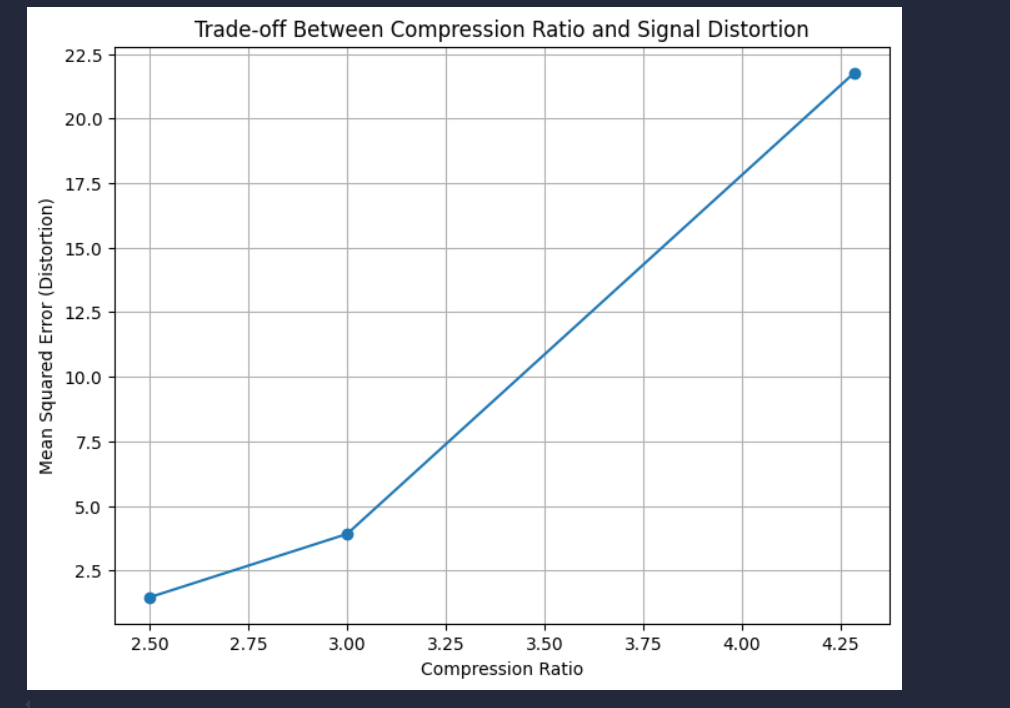 Trade-off Between Compression Ratio and Signal Distortion
22.5
20.0
17.5
15.0
12.5
10.0
7.5
5.0
2.5
Mean Squared Error (Distortion)
2.50 2.75 3.00 3.25 3.50 3.75 4.00 4.25
Compression Ratio